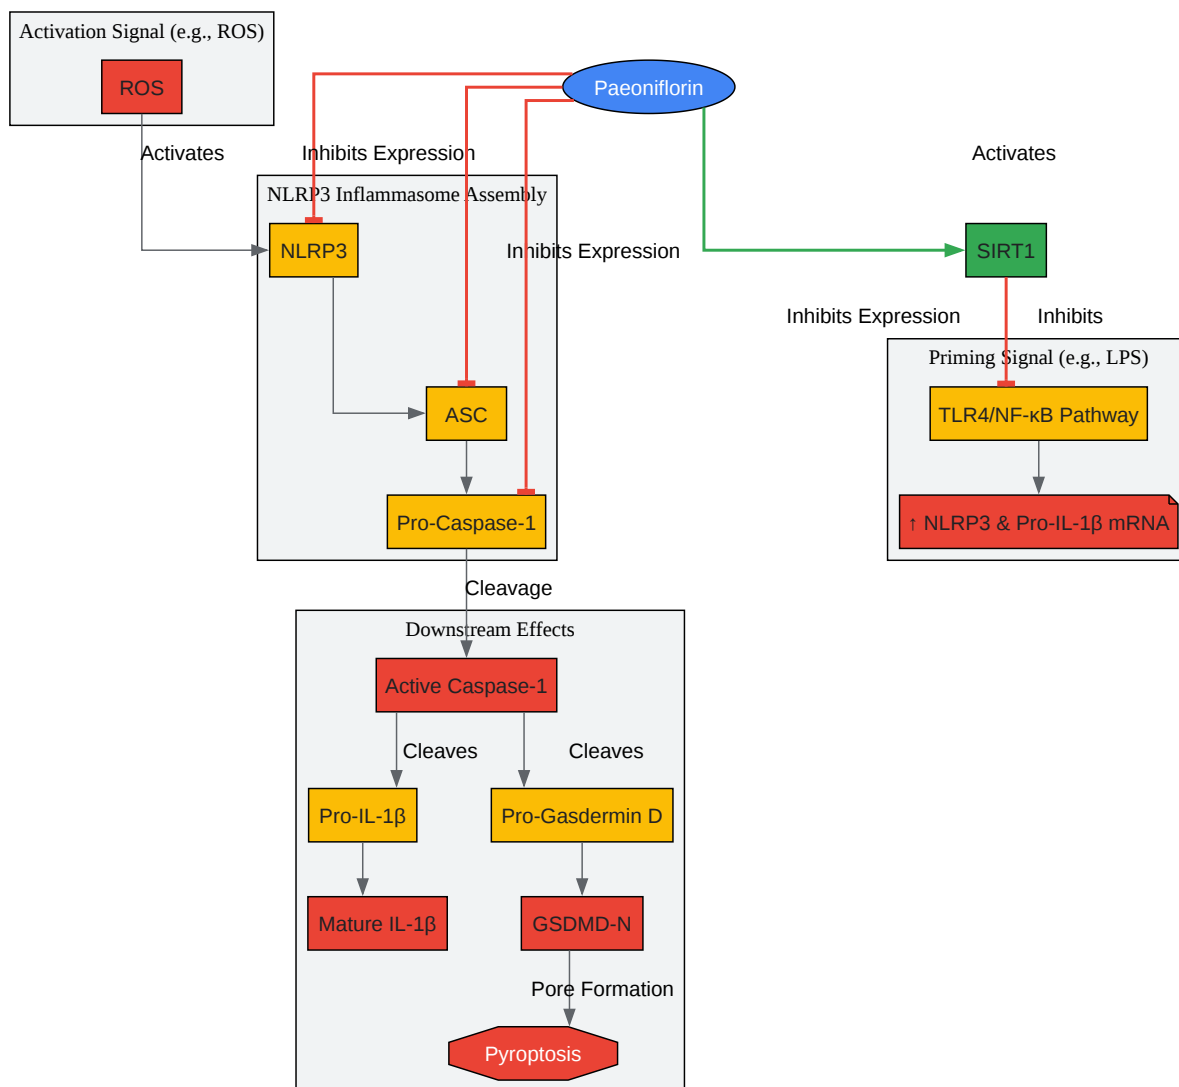 Activation Signal (e.g., ROS)
ROS
Paeoniflorin
Activates
Inhibits Expression
Activates
NLRP3 Inflammasome Assembly
NLRP3
Inhibits Expression
SIRT1
Inhibits Expression
Inhibits
Priming Signal (e.g., LPS)
ASC
TLR4/NF-κB Pathway
Pro-Caspase-1
↑ NLRP3 & Pro-IL-1β mRNA
Cleavage
Downstream Effects
Active Caspase-1
Cleaves
Cleaves
Pro-IL-1β
Pro-Gasdermin D
Mature IL-1β
GSDMD-N
Pore Formation
Pyroptosis